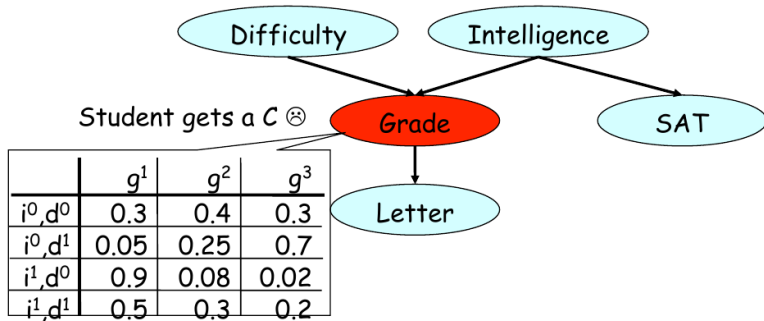 Difficulty
Intelligence
Student gets a C ☹
Grade
SAT
Letter
g¹ g² g³
i⁰,d⁰ 0.3 0.4 0.3
i⁰,d¹ 0.05 0.25 0.7
i¹,d⁰ 0.9 0.08 0.02
i¹,d¹ 0.5 0.3 0.2